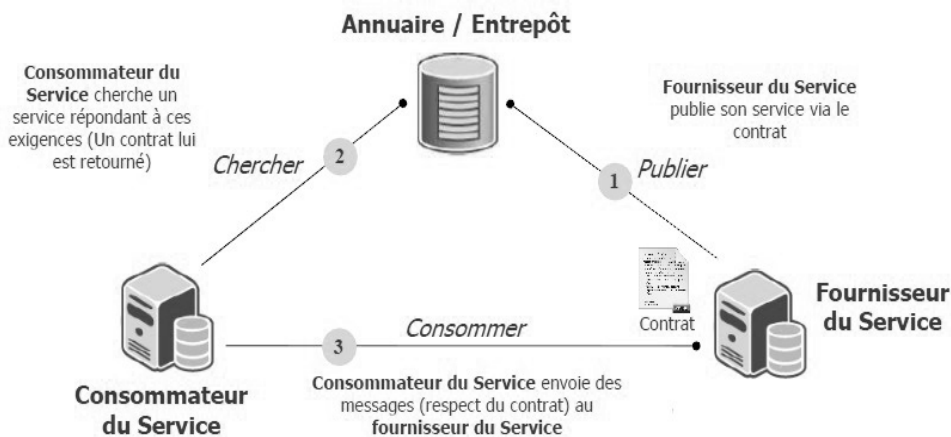 Annuaire / Entrepôt
Consommateur du
Service cherche un
service répondant à ces
exigences (Un contrat lui
est retourné)
Fournisseur du Service
publie son service via le
contrat
Chercher
2
1
Publier
Contrat
Fournisseur
du Service
Consommer
3
Consommateur
du Service
Consommateur du Service envoie des
messages (respect du contrat) au
fournisseur du Service